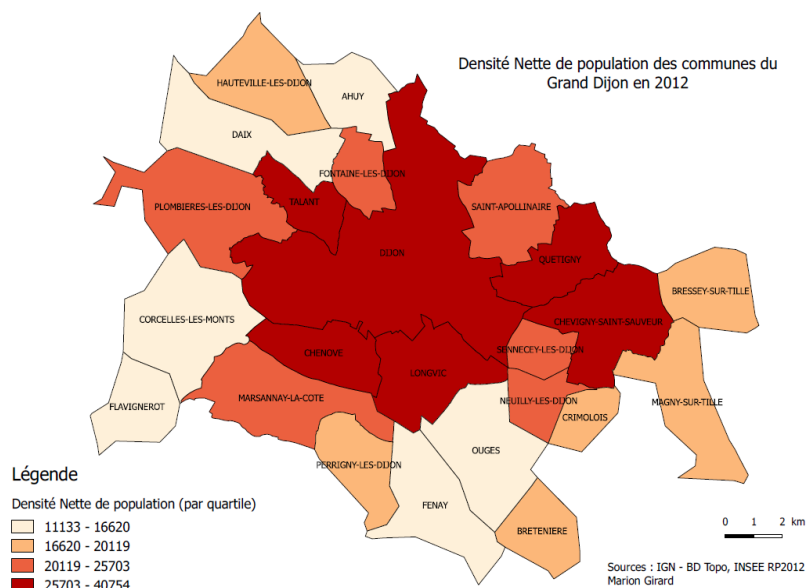 Densité Nette de population des communes du
Grand Dijon en 2012
HAUTEVILLE-LES-DIJON
AHUY
DAIX
FONTAINE-LES-DIJON
TALANT
PLOMBIERES-LES-DIJON
SAINT-APOLLINAIRE
DIJON
QUETIGNY
BRESSEY-SUR-TILLE
CORCELLES-LES-MONTS
CHEVIGNY-SAINT-SAUVEUR
SENNECEY-LES-DIJON
CHENOVE
LONGVIC
MARSANNAY-LA-COTE
NEUILLY-LES-DIJON
MAGNY-SUR-TILLE
FLAVIGNEROT
CRIMOLOIS
OUGES
PERRIGNY-LES-DIJON
FENAY
BRETENIERE
Légende
Densité Nette de population (par quartile)
11133 - 16620
16620 - 20119
20119 - 25703
25703 - 40754
0 1 2 km
Sources : IGN - BD Topo, INSEE RP2012
Marion Girard